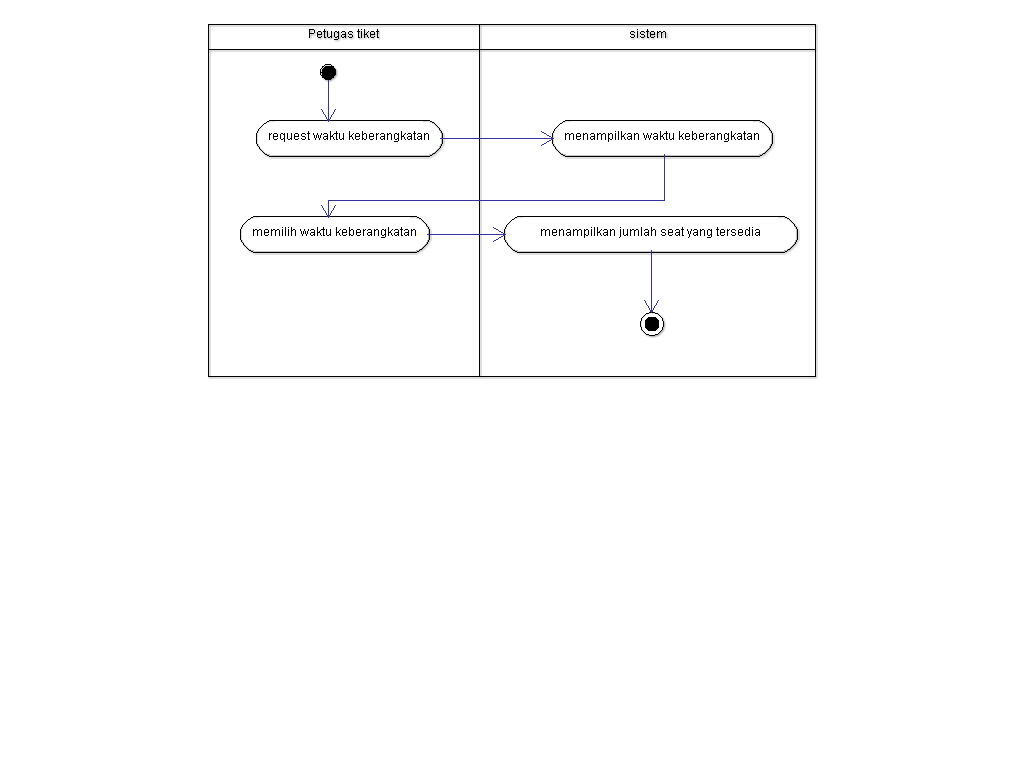 Petugas tiket
sistem
request waktu keberangkatan
menampilkan waktu keberangkatan
memilih waktu keberangkatan
menampilkan jumlah seat yang tersedia